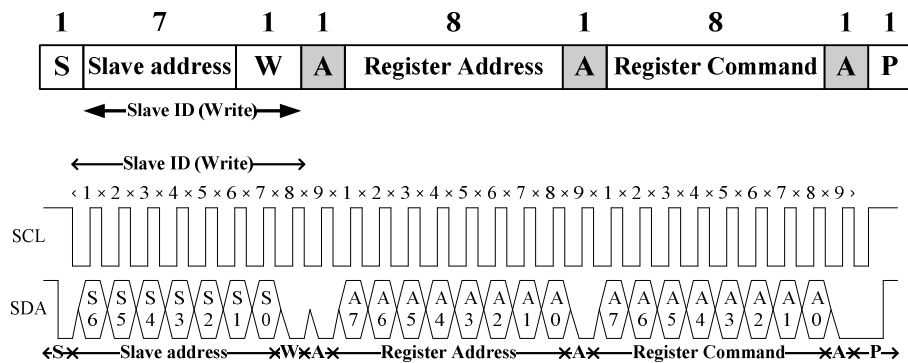 1 7 1 1 8 1 8 1 1
S Slave address W A Register Address A Register Command A P
Slave ID (Write)
Slave ID (Write)
1 × 2 × 3 × 4 × 5 × 6 × 7 × 8 × 9 × 1 × 2 × 3 × 4 × 5 × 6 × 7 × 8 × 9 × 1 × 2 × 3 × 4 × 5 × 6 × 7 × 8 × 9
SCL
SDA S6 S5 S4 S3 S2 S1 S0 A7 A6 A5 A4 A3 A2 A1 A0 A7 A6 A5 A4 A3 A2 A1 A0
S Slave address W A Register Address A Register Command A P